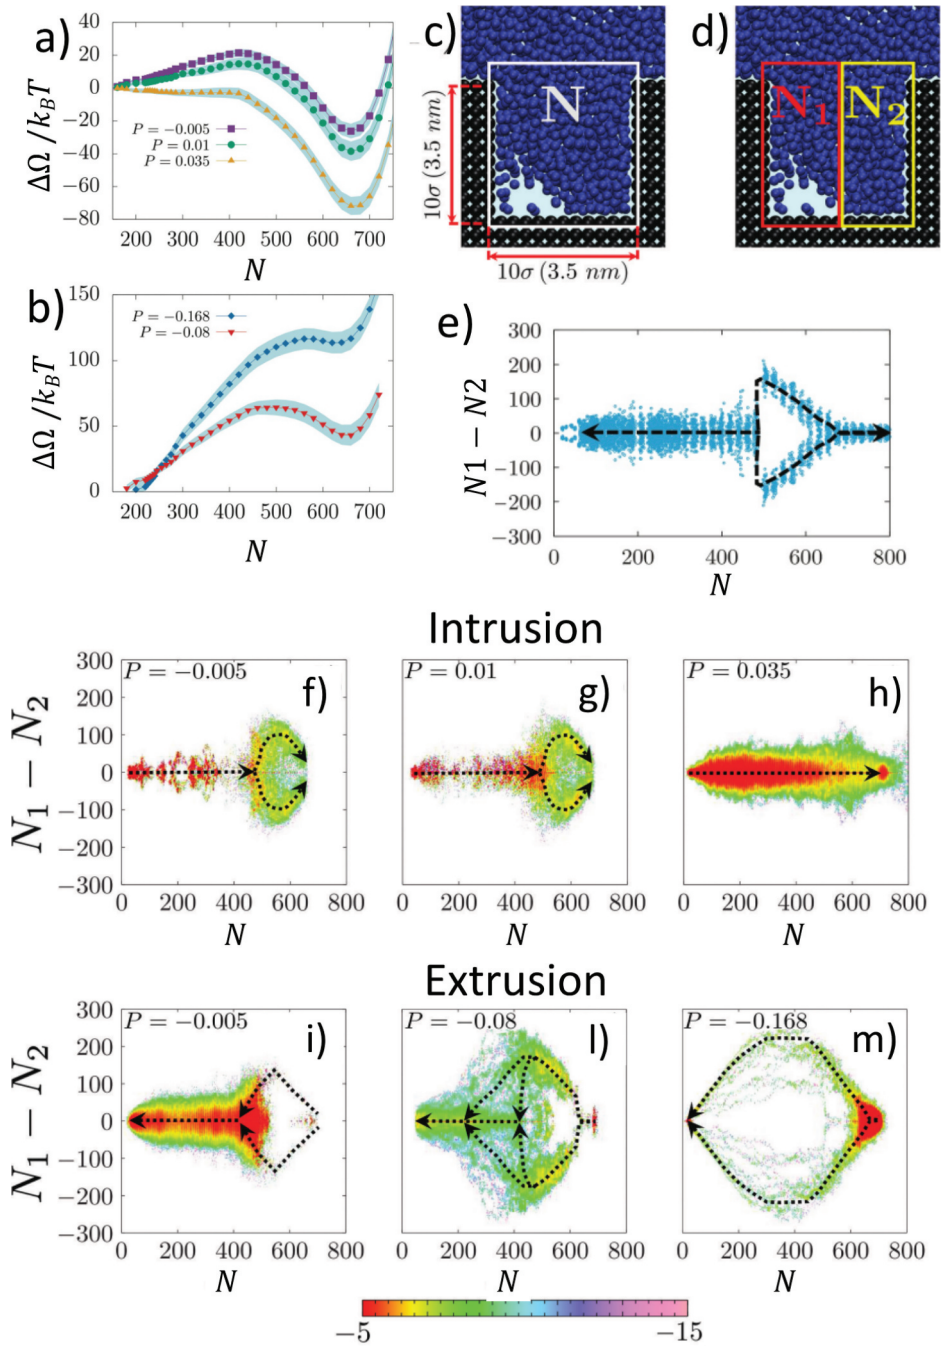 a)
40
20
0
−20
−40
−60
−80
ΔΩ /k_BT
P = −0.005
P = 0.01
P = 0.035
200 300 400 500 600 700
N
c)
N
10σ (3.5 nm)
10σ (3.5 nm)
d)
N₁ N₂
b)
150
100
50
0
ΔΩ /k_BT
P = −0.168
P = −0.08
200 300 400 500 600 700
N
e)
300
200
100
0
−100
−200
−300
N1 − N2
0 200 400 600 800
N
Intrusion
N₁ − N₂
300
200
100
0
−100
−200
−300
P = −0.005
f)
0 200 400 600 800
N
P = 0.01
g)
0 200 400 600 800
N
P = 0.035
h)
0 200 400 600 800
N
Extrusion
N₁ − N₂
300
200
100
0
−100
−200
−300
P = −0.005
i)
0 200 400 600 800
N
P = −0.08
l)
0 200 400 600 800
N
P = −0.168
m)
0 200 400 600 800
N
−5 −15